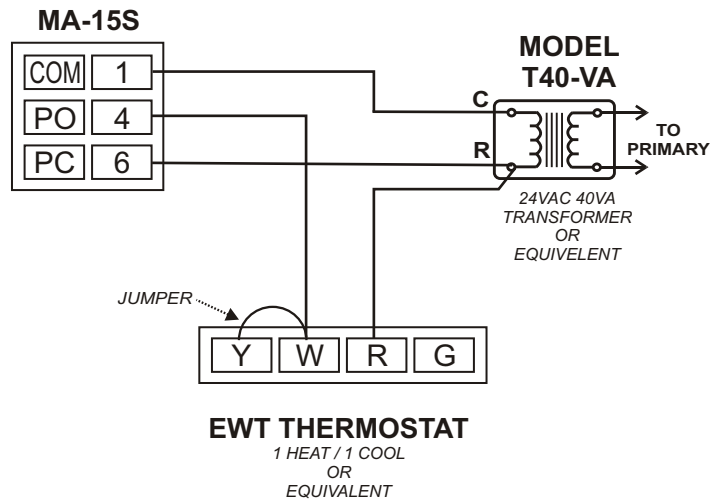 MA-15S
COM 1
PO 4
PC 6
MODEL
T40-VA
C
R
TO
PRIMARY
24VAC 40VA
TRANSFORMER
OR
EQUIVELENT
JUMPER
Y W R G
EWT THERMOSTAT
1 HEAT / 1 COOL
OR
EQUIVALENT